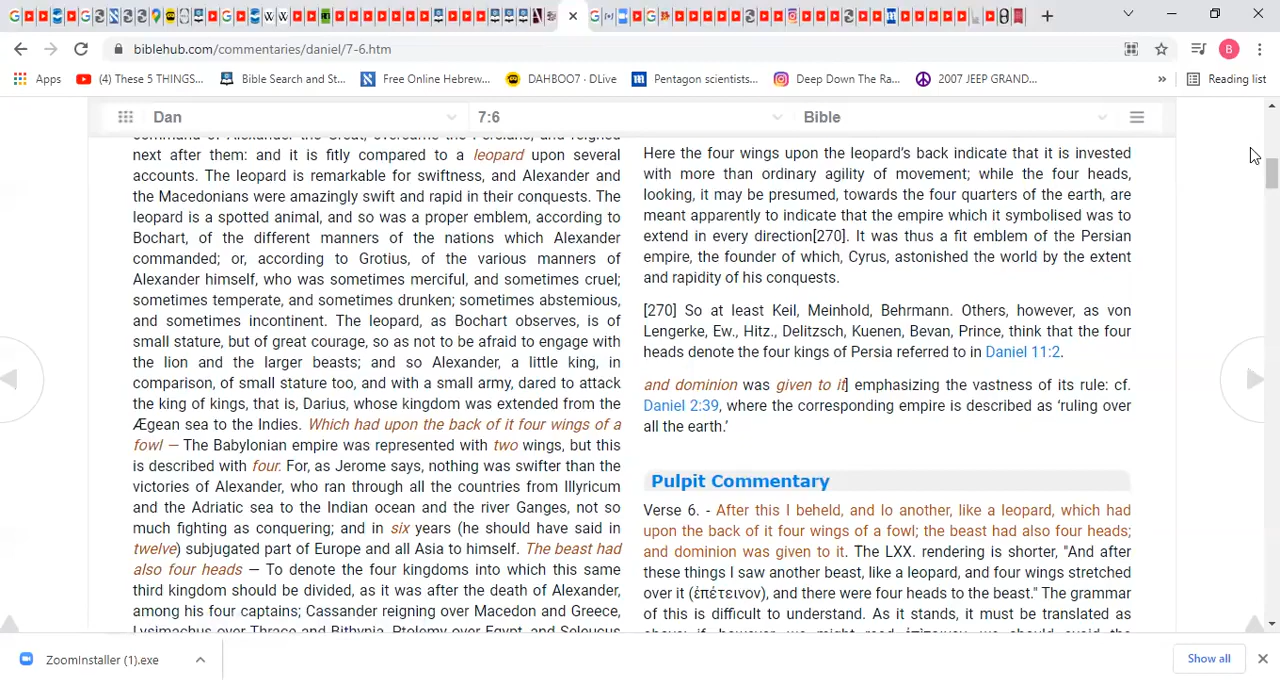 biblehub.com/commentaries/daniel/7-6.htm
B
Apps
(4) These 5 THINGS...
Bible Search and St...
Free Online Hebrew...
DAHBOO7 - DLive
Pentagon scientists...
Deep Down The Ra...
2007 JEEP GRAND...
»
Reading list
Dan
7:6
Bible
command of Alexander the Great, overcame the Persians, and reigned
next after them: and it is fitly compared to a leopard upon several
accounts. The leopard is remarkable for swiftness, and Alexander and
the Macedonians were amazingly swift and rapid in their conquests. The
leopard is a spotted animal, and so was a proper emblem, according to
Bochart, of the different manners of the nations which Alexander
commanded; or, according to Grotius, of the various manners of
Alexander himself, who was sometimes merciful, and sometimes cruel;
sometimes temperate, and sometimes drunken; sometimes abstemious,
and sometimes incontinent. The leopard, as Bochart observes, is of
small stature, but of great courage, so as not to be afraid to engage with
the lion and the larger beasts; and so Alexander, a little king, in
comparison, of small stature too, and with a small army, dared to attack
the king of kings, that is, Darius, whose kingdom was extended from the
Ægean sea to the Indies. Which had upon the back of it four wings of a
fowl — The Babylonian empire was represented with two wings, but this
is described with four. For, as Jerome says, nothing was swifter than the
victories of Alexander, who ran through all the countries from Illyricum
and the Adriatic sea to the Indian ocean and the river Ganges, not so
much fighting as conquering; and in six years (he should have said in
twelve) subjugated part of Europe and all Asia to himself. The beast had
also four heads — To denote the four kingdoms into which this same
third kingdom should be divided, as it was after the death of Alexander,
among his four captains; Cassander reigning over Macedon and Greece,
Lysimachus over Thrace and Bithynia, Ptolemy over Egypt, and Seleucus
Here the four wings upon the leopard's back indicate that it is invested
with more than ordinary agility of movement; while the four heads,
looking, it may be presumed, towards the four quarters of the earth, are
meant apparently to indicate that the empire which it symbolised was to
extend in every direction[270]. It was thus a fit emblem of the Persian
empire, the founder of which, Cyrus, astonished the world by the extent
and rapidity of his conquests.
[270] So at least Keil, Meinhold, Behrmann. Others, however, as von
Lengerke, Ew., Hitz., Delitzsch, Kuenen, Bevan, Prince, think that the four
heads denote the four kings of Persia referred to in Daniel 11:2.
and dominion was given to it] emphasizing the vastness of its rule: cf.
Daniel 2:39, where the corresponding empire is described as 'ruling over
all the earth.'
Pulpit Commentary
Verse 6. - After this I beheld, and lo another, like a leopard, which had
upon the back of it four wings of a fowl; the beast had also four heads;
and dominion was given to it. The LXX. rendering is shorter, "And after
these things I saw another beast, like a leopard, and four wings stretched
over it (ἐπέτεινον), and there were four heads to the beast." The grammar
of this is difficult to understand. As it stands, it must be translated as
ZoomInstaller (1).exe
Show all